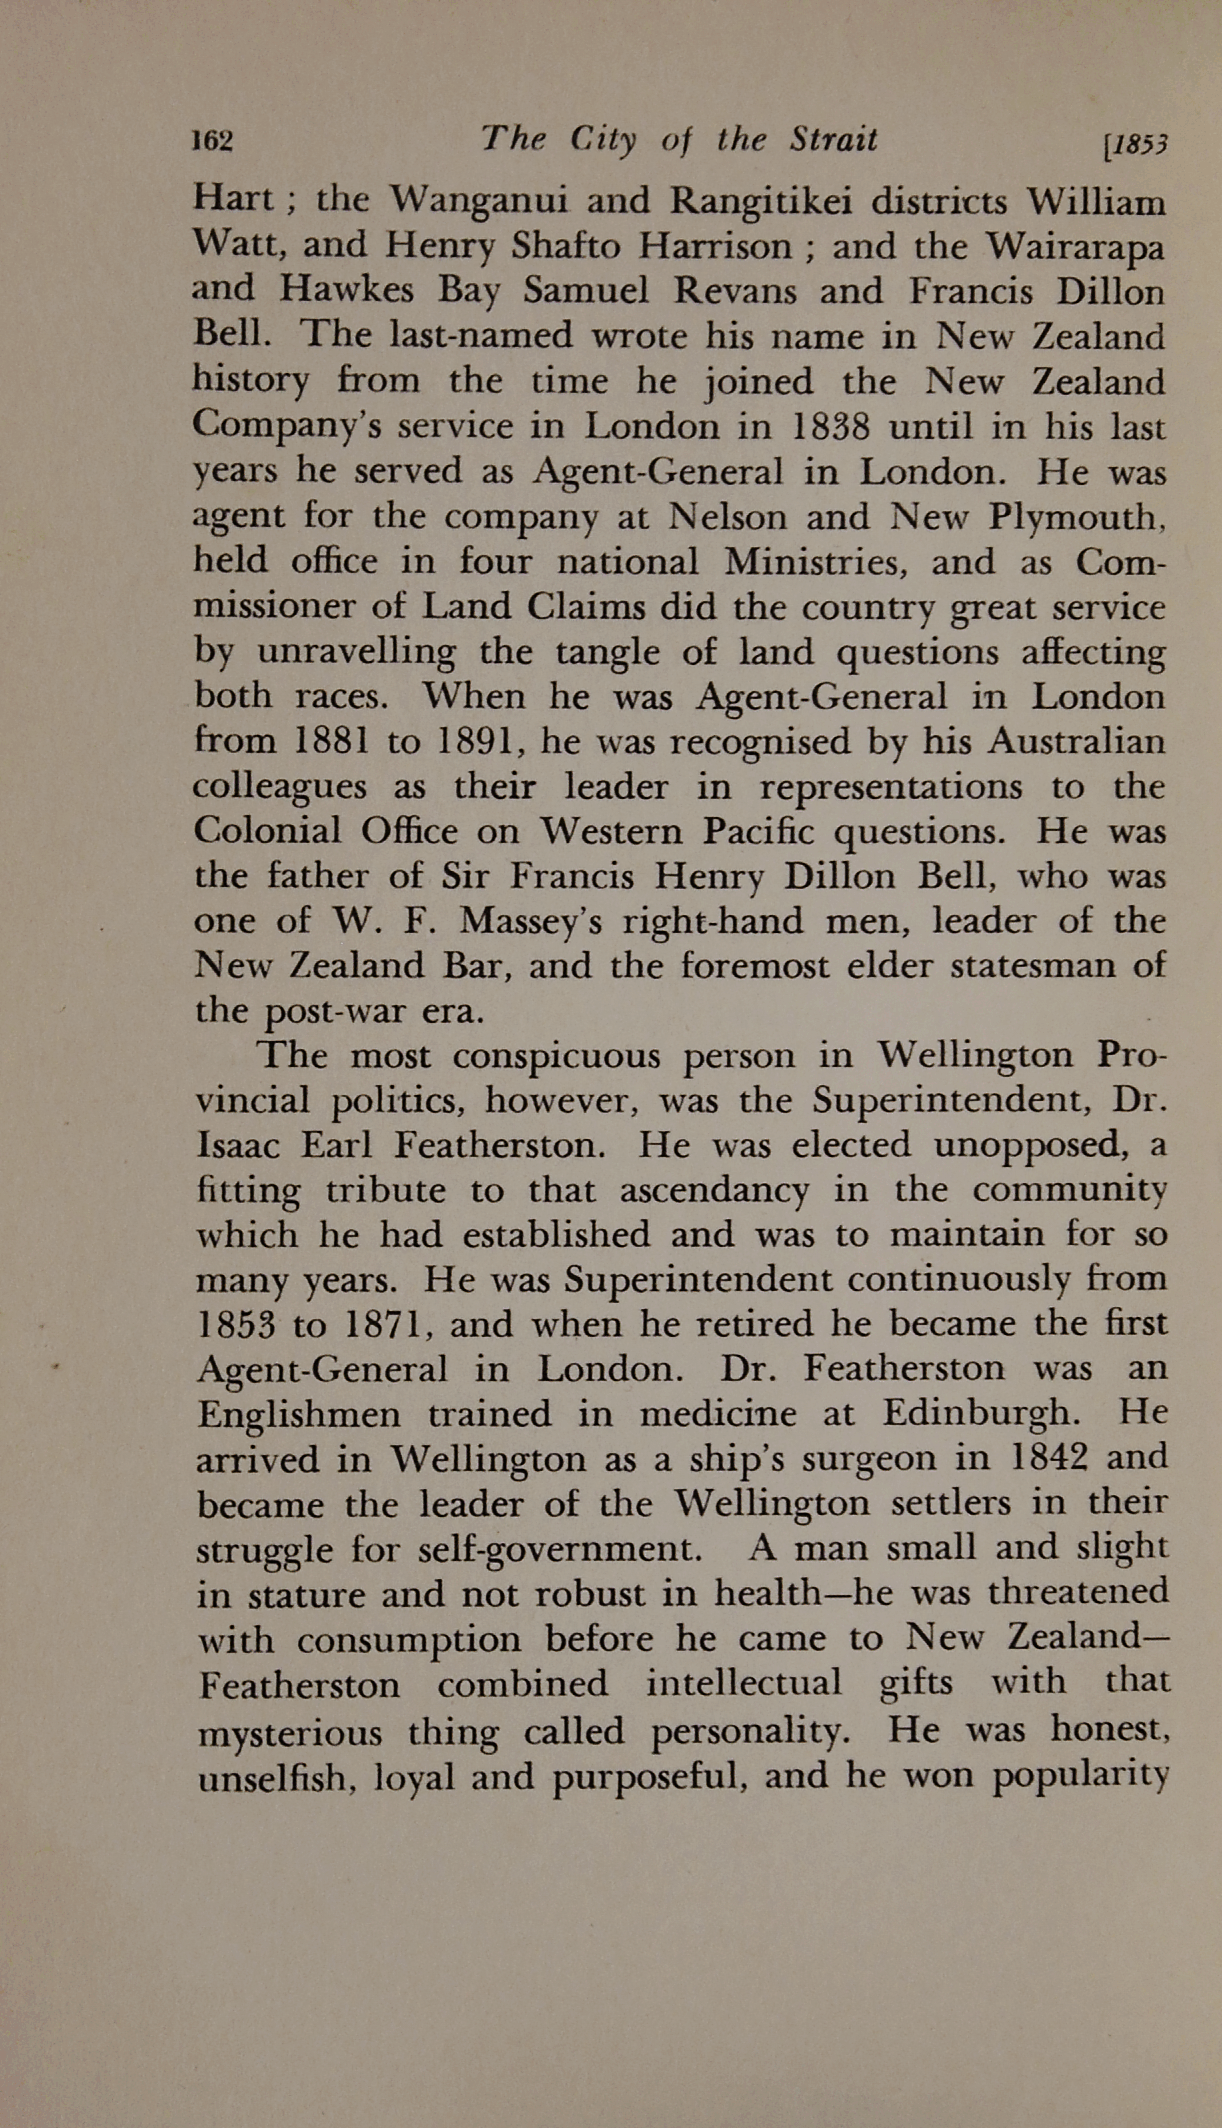 162 The City of the Strait [1853
Hart ; the Wanganui and Rangitikei districts William
Watt, and Henry Shafto Harrison ; and the Wairarapa
and Hawkes Bay Samuel Revans and Francis Dillon
Bell. The last-named wrote his name in New Zealand
history from the time he joined the New Zealand
Company's service in London in 1838 until in his last
years he served as Agent-General in London. He was
agent for the company at Nelson and New Plymouth,
held office in four national Ministries, and as Com-
missioner of Land Claims did the country great service
by unravelling the tangle of land questions affecting
both races. When he was Agent-General in London
from 1881 to 1891, he was recognised by his Australian
colleagues as their leader in representations to the
Colonial Office on Western Pacific questions. He was
the father of Sir Francis Henry Dillon Bell, who was
one of W. F. Massey's right-hand men, leader of the
New Zealand Bar, and the foremost elder statesman of
the post-war era.
The most conspicuous person in Wellington Pro-
vincial politics, however, was the Superintendent, Dr.
Isaac Earl Featherston. He was elected unopposed, a
fitting tribute to that ascendancy in the community
which he had established and was to maintain for so
many years. He was Superintendent continuously from
1853 to 1871, and when he retired he became the first
Agent-General in London. Dr. Featherston was an
Englishmen trained in medicine at Edinburgh. He
arrived in Wellington as a ship's surgeon in 1842 and
became the leader of the Wellington settlers in their
struggle for self-government. A man small and slight
in stature and not robust in health—he was threatened
with consumption before he came to New Zealand—
Featherston combined intellectual gifts with that
mysterious thing called personality. He was honest,
unselfish, loyal and purposeful, and he won popularity